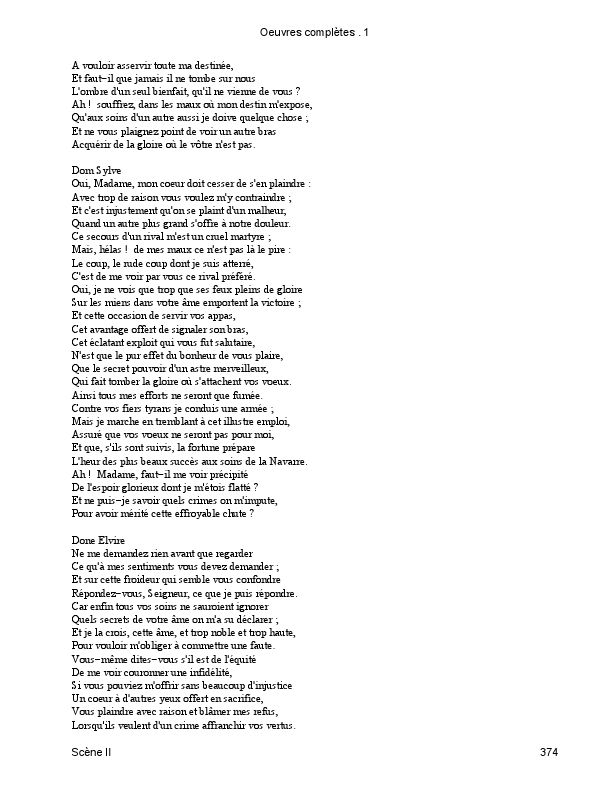 Oeuvres complètes . 1
A vouloir asservir toute ma destinée,
Et faut−il que jamais il ne tombe sur nous
L'ombre d'un seul bienfait, qu'il ne vienne de vous ?
Ah ! souffrez, dans les maux où mon destin m'expose,
Qu'aux soins d'un autre aussi je doive quelque chose ;
Et ne vous plaignez point de voir un autre bras
Acquérir de la gloire où le vôtre n'est pas.
Dom Sylve
Oui, Madame, mon coeur doit cesser de s'en plaindre :
Avec trop de raison vous voulez m'y contraindre ;
Et c'est injustement qu'on se plaint d'un malheur,
Quand un autre plus grand s'offre à notre douleur.
Ce secours d'un rival m'est un cruel martyre ;
Mais, hélas ! de mes maux ce n'est pas là le pire :
Le coup, le rude coup dont je suis atterré,
C'est de me voir par vous ce rival préféré.
Oui, je ne vois que trop que ses feux pleins de gloire
Sur les miens dans votre âme emportent la victoire ;
Et cette occasion de servir vos appas,
Cet avantage offert de signaler son bras,
Cet éclatant exploit qui vous fut salutaire,
N'est que le pur effet du bonheur de vous plaire,
Que le secret pouvoir d'un astre merveilleux,
Qui fait tomber la gloire où s'attachent vos voeux.
Ainsi tous mes efforts ne seront que fumée.
Contre vos fiers tyrans je conduis une armée ;
Mais je marche en tremblant à cet illustre emploi,
Assuré que vos voeux ne seront pas pour moi,
Et que, s'ils sont suivis, la fortune prépare
L'heur des plus beaux succès aux soins de la Navarre.
Ah ! Madame, faut−il me voir précipité
De l'espoir glorieux dont je m'étois flatté ?
Et ne puis−je savoir quels crimes on m'impute,
Pour avoir mérité cette effroyable chute ?
Done Elvire
Ne me demandez rien avant que regarder
Ce qu'à mes sentiments vous devez demander ;
Et sur cette froideur qui semble vous confondre
Répondez−vous, Seigneur, ce que je puis répondre.
Car enfin tous vos soins ne sauroient ignorer
Quels secrets de votre âme on m'a su déclarer ;
Et je la crois, cette âme, et trop noble et trop haute,
Pour vouloir m'obliger à commettre une faute.
Vous−même dites−vous s'il est de l'équité
De me voir couronner une infidélité,
Si vous pouviez m'offrir sans beaucoup d'injustice
Un coeur à d'autres yeux offert en sacrifice,
Vous plaindre avec raison et blâmer mes refus,
Lorsqu'ils veulent d'un crime affranchir vos vertus.
Scène II
374